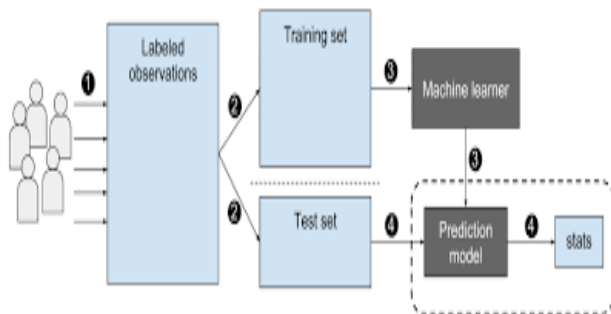 Labeled
observations
Training set
Machine learner
Test set
Prediction
model
stats
1
2
2
3
3
4
4